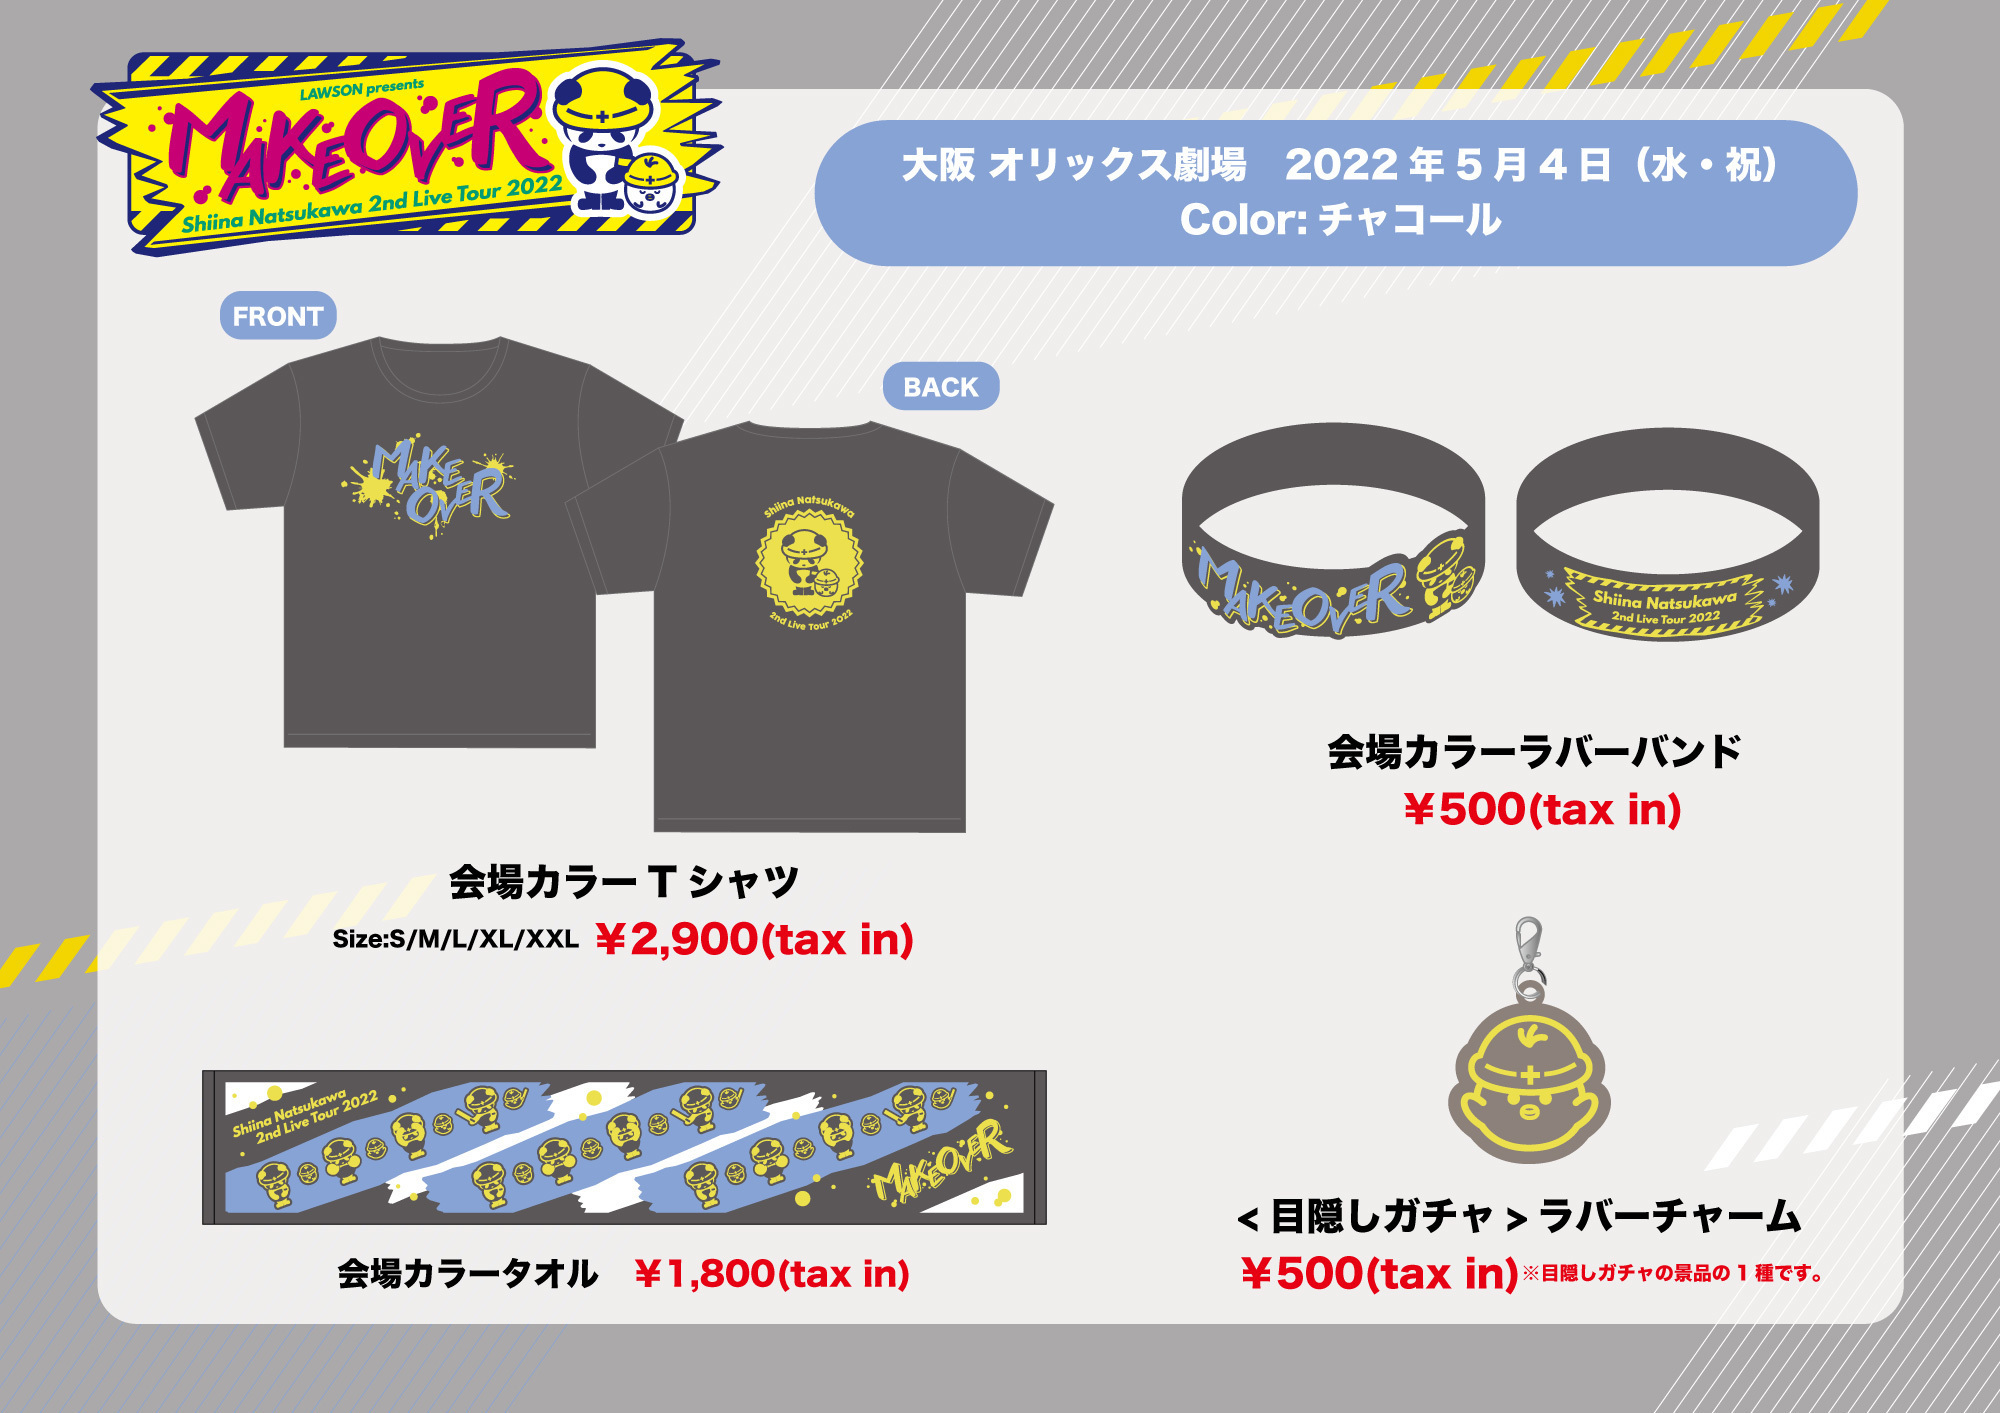 LAWSON presents
MAKEOVER
Shiina Natsukawa 2nd Live Tour 2022
大阪 オリックス劇場　2022 年 5 月 4 日（水・祝）
Color: チャコール
FRONT
BACK
MAKE
OVER
Shiina Natsukawa
2nd Live Tour 2022
MAKEOVER
Shiina Natsukawa
2nd Live Tour 2022
会場カラーラバーバンド
￥500(tax in)
会場カラー T シャツ
Size:S/M/L/XL/XXL ￥2,900(tax in)
Shiina Natsukawa
2nd Live Tour 2022
MAKEOVER
会場カラータオル　￥1,800(tax in)
< 目隠しガチャ > ラバーチャーム
￥500(tax in)※目隠しガチャの景品の 1 種です。